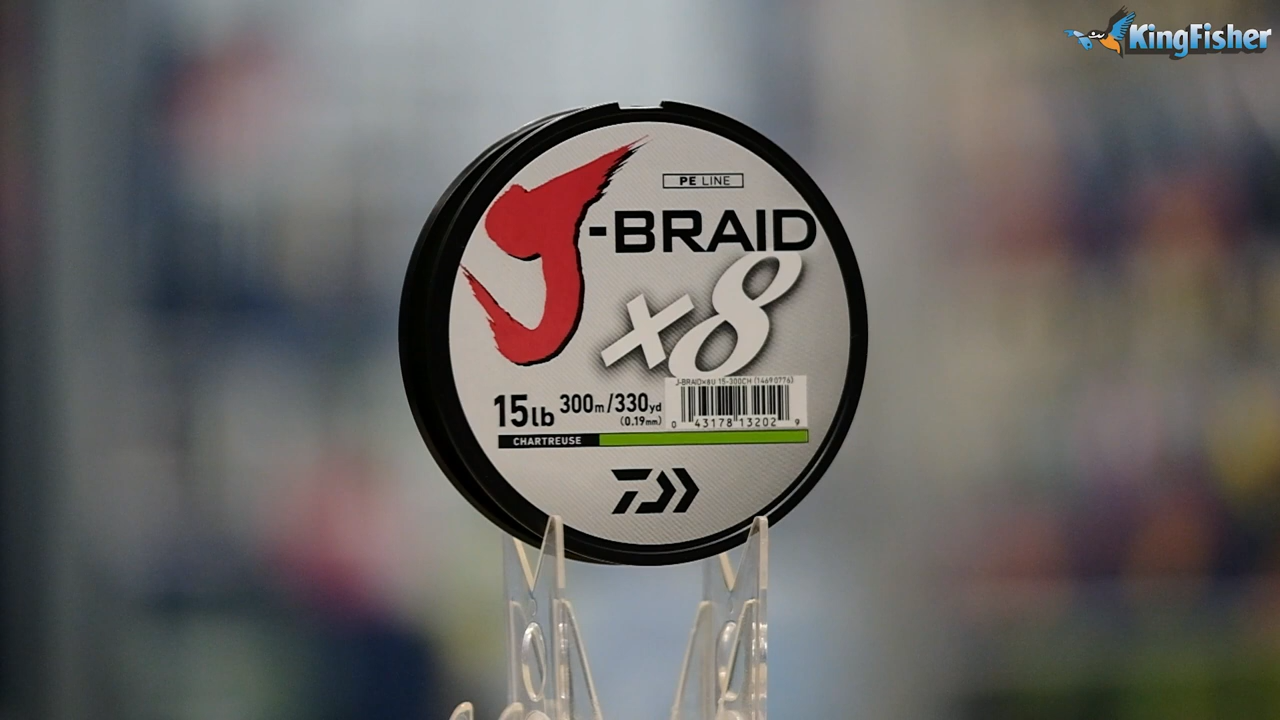 KingFisher
PE LINE
J-BRAID
x8
J-BRAID×8U 15-300CH (14690776)
15lb 300m/330yd
(0.19mm)
0 43178 13202 9
CHARTREUSE